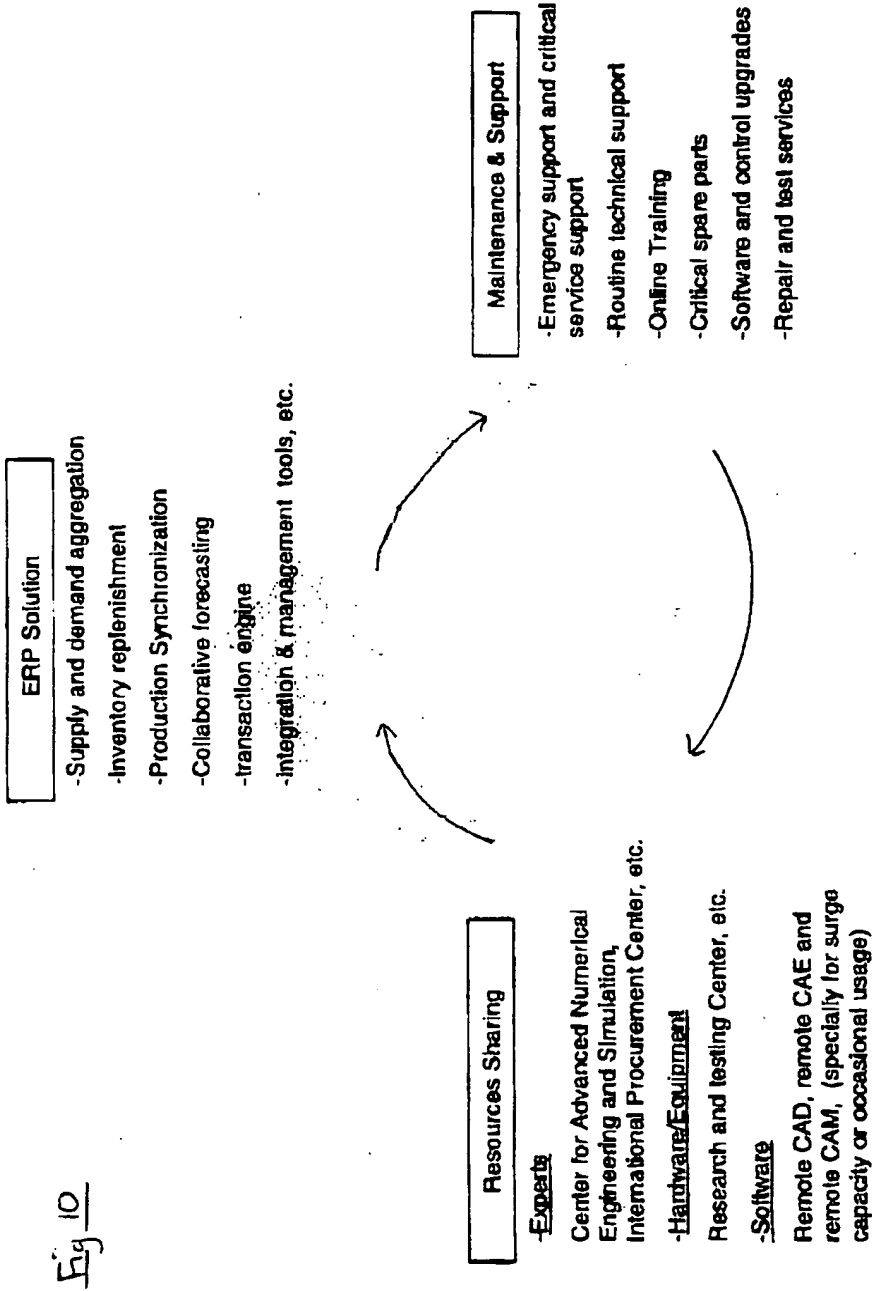 Fig 10
ERP Solution
-Supply and demand aggregation
-Inventory replenishment
-Production Synchronization
-Collaborative forecasting
-transaction engine
-integration & management tools, etc.
Resources Sharing
-Experts
Center for Advanced Numerical
Engineering and Simulation,
International Procurement Center, etc.
-Hardware/Equipment
Research and testing Center, etc.
-Software
Remote CAD, remote CAE and
remote CAM, (specially for surge
capacity or occasional usage)
Maintenance & Support
-Emergency support and critical
service support
-Routine technical support
-Online Training
-Critical spare parts
-Software and control upgrades
-Repair and test services